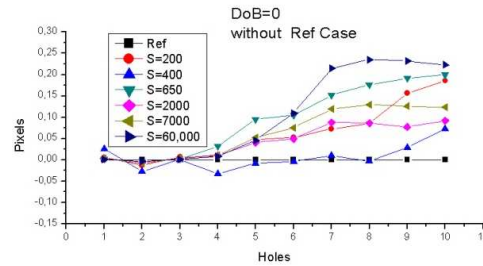 DoB=0
without Ref Case
0,30
0,25
0,20
0,15
0,10
0,05
0,00
-0,05
-0,10
-0,15
Pixels
Ref
S=200
S=400
S=650
S=2000
S=7000
S=60,000
0 1 2 3 4 5 6 7 8 9 10 1
Holes